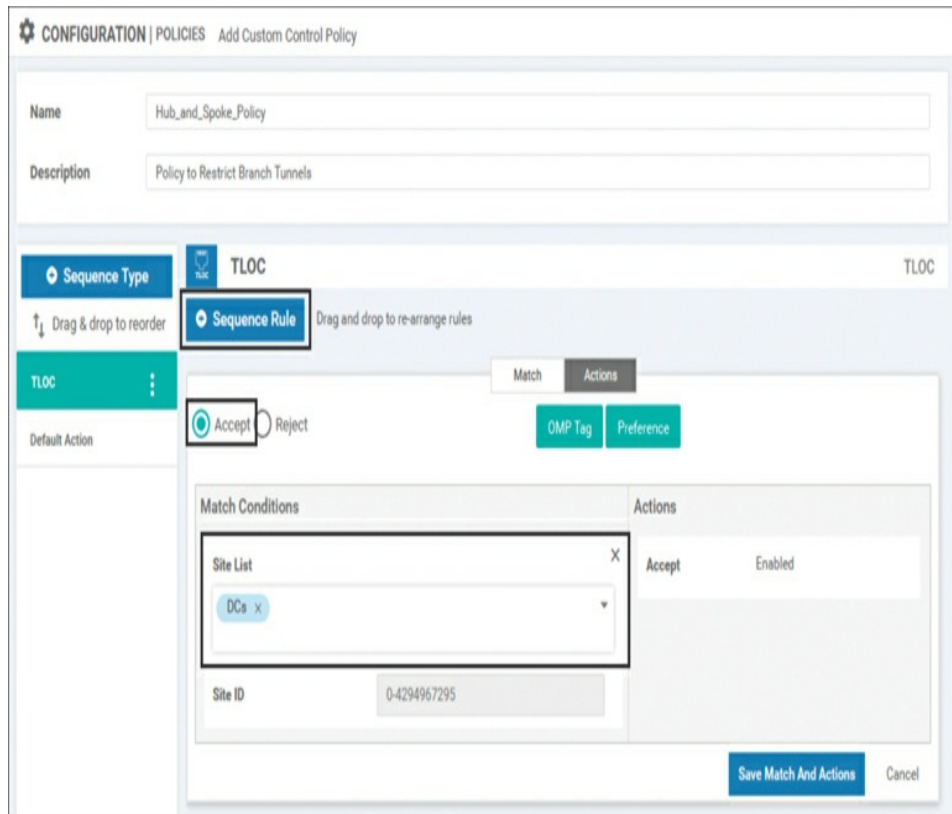 CONFIGURATION | POLICIES Add Custom Control Policy
Name Hub_and_Spoke_Policy
Description Policy to Restrict Branch Tunnels
Sequence Type
Drag & drop to reorder
TLOC
Default Action
TLOC TLOC TLOC
Sequence Rule Drag and drop to re-arrange rules
Match Actions
Accept Reject OMP Tag Preference
Match Conditions Actions
Site List X
DCs x
Accept Enabled
Site ID 0-4294967295
Save Match And Actions Cancel